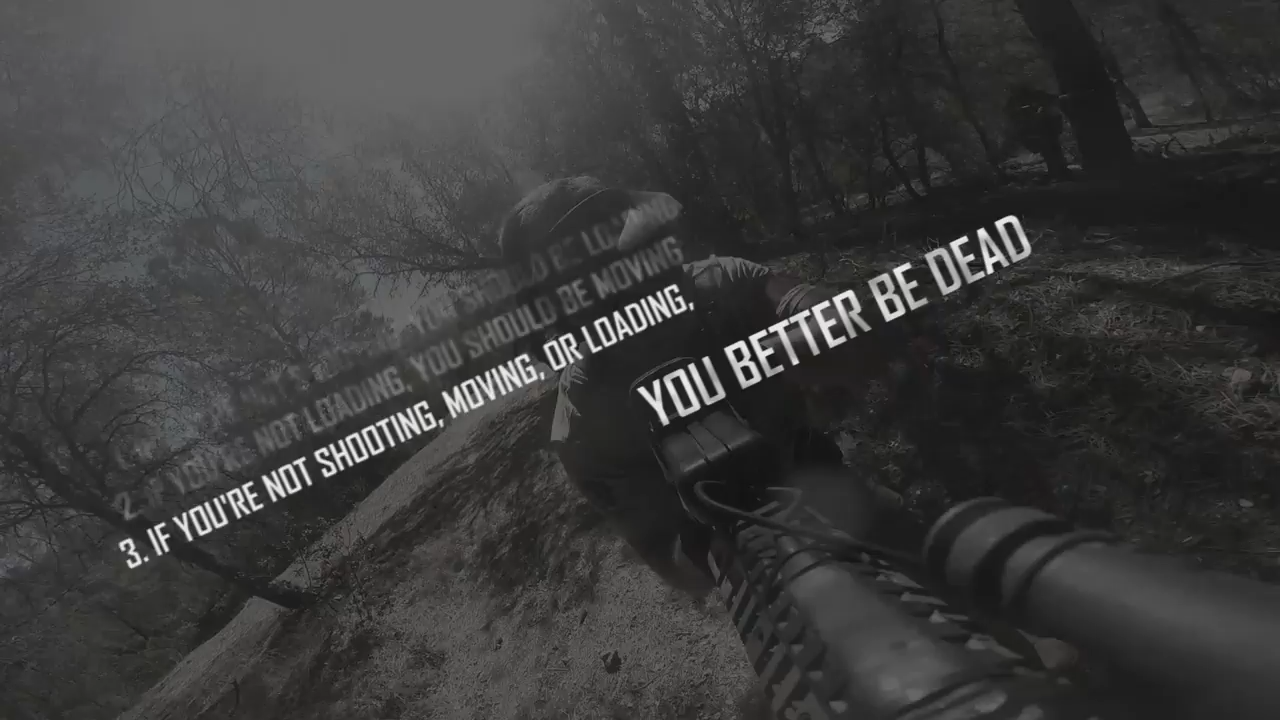 YOU SHOULD BE LOADING
2. IF YOU'RE NOT LOADING, YOU SHOULD BE MOVING
3. IF YOU'RE NOT SHOOTING, MOVING, OR LOADING,
YOU BETTER BE DEAD